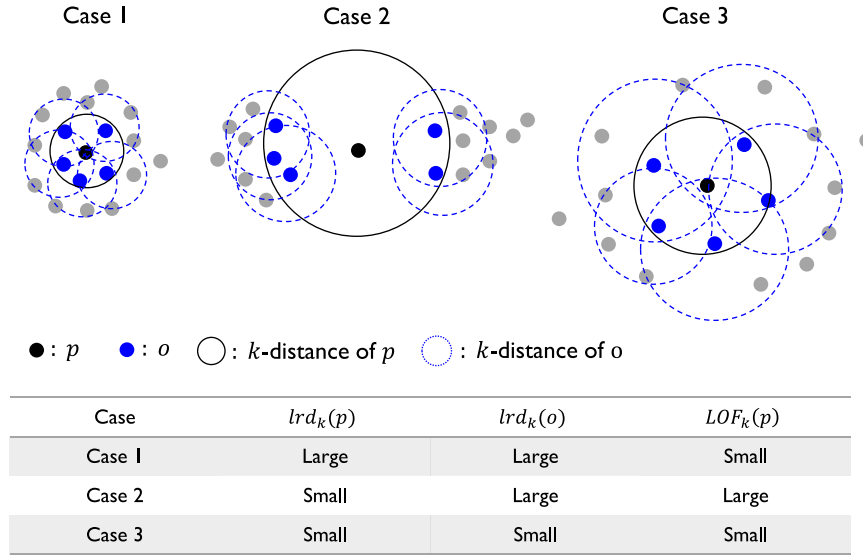 Case 1 Case 2 Case 3
: p : o : k-distance of p : k-distance of o
Case lrd_k(p) lrd_k(o) LOF_k(p)
Case 1 Large Large Small
Case 2 Small Large Large
Case 3 Small Small Small